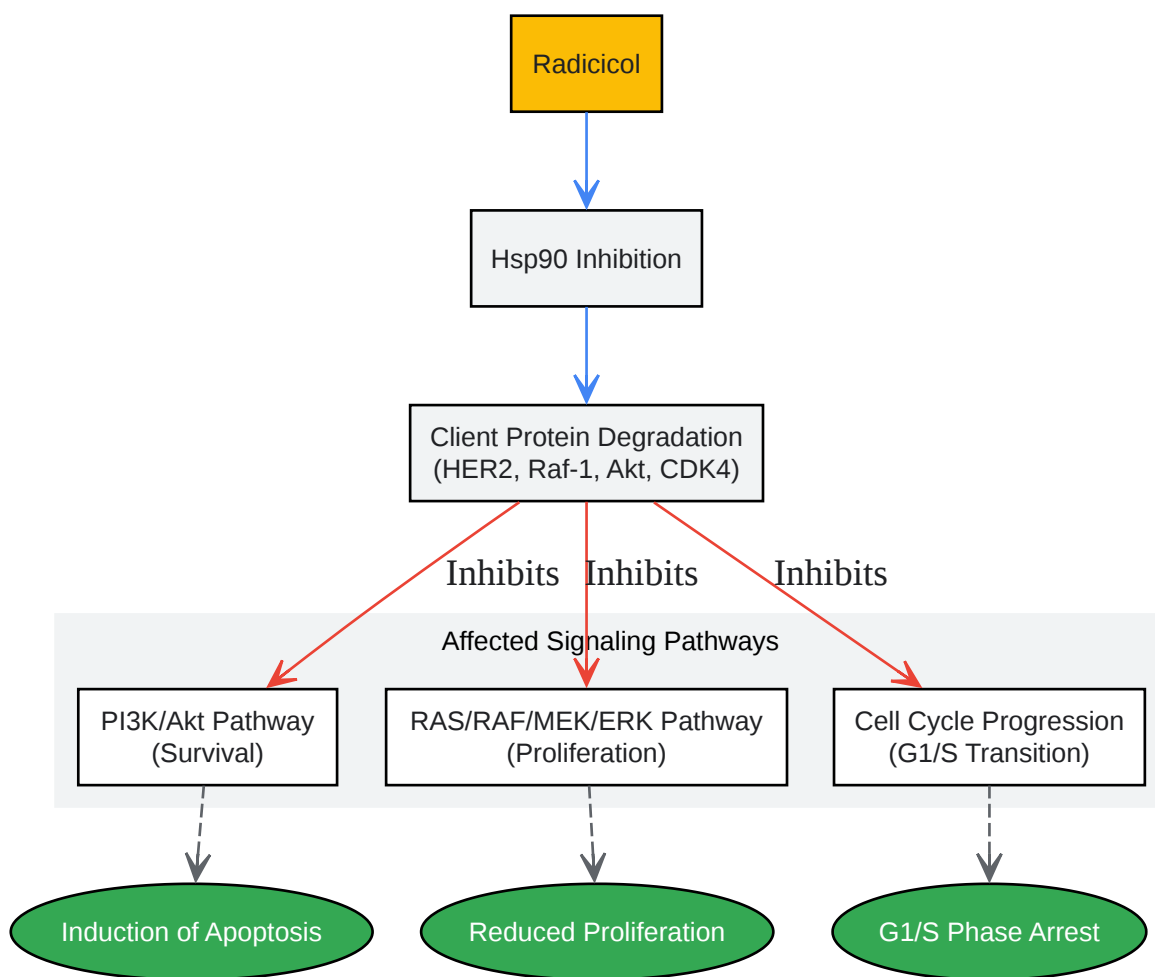 Radicicol
Hsp90 Inhibition
Client Protein Degradation
(HER2, Raf-1, Akt, CDK4)
Inhibits
Inhibits
Inhibits
Affected Signaling Pathways
PI3K/Akt Pathway
(Survival)
RAS/RAF/MEK/ERK Pathway
(Proliferation)
Cell Cycle Progression
(G1/S Transition)
Induction of Apoptosis
Reduced Proliferation
G1/S Phase Arrest